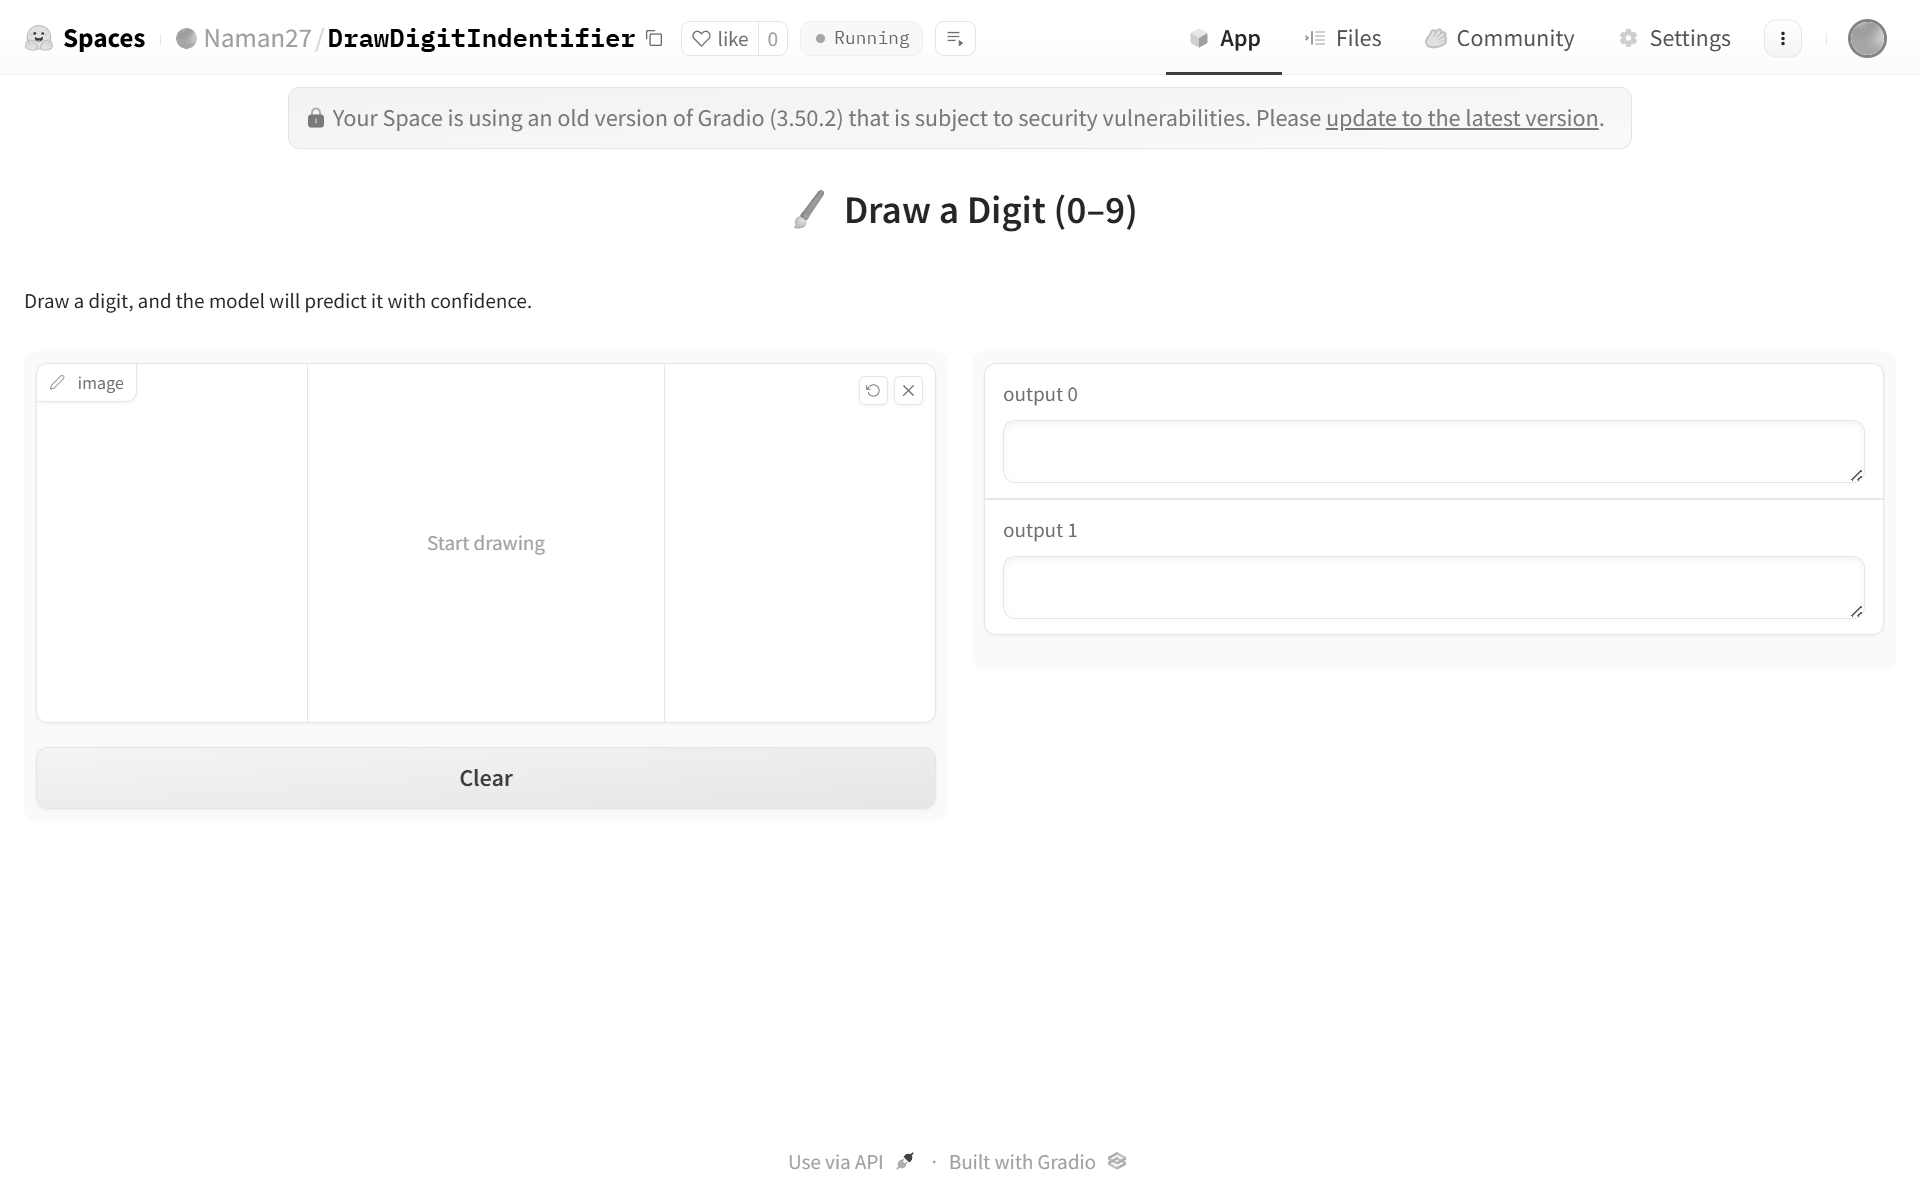 Spaces Naman27/DrawDigitIndentifier like 0 Running App Files Community Settings
Your Space is using an old version of Gradio (3.50.2) that is subject to security vulnerabilities. Please update to the latest version.
Draw a Digit (0–9)
Draw a digit, and the model will predict it with confidence.
image
Start drawing
Clear
output 0
output 1
Use via API · Built with Gradio